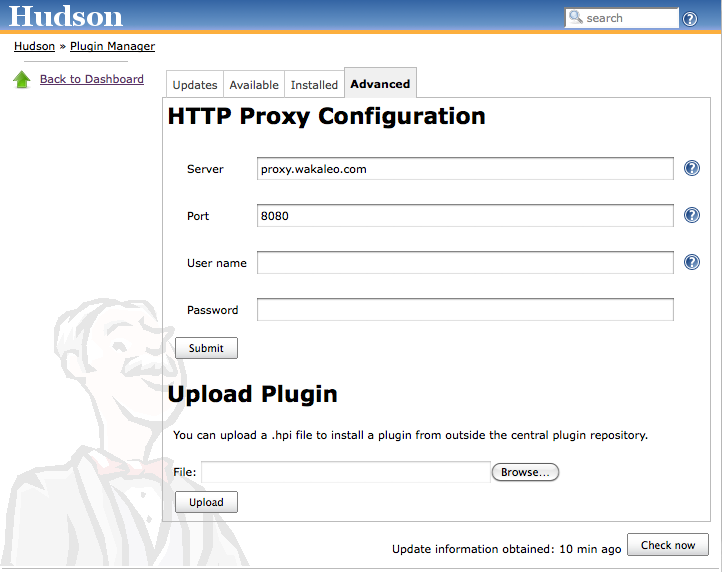 Hudson
search
Hudson » Plugin Manager
Back to Dashboard
Updates Available Installed Advanced
HTTP Proxy Configuration
Server proxy.wakaleo.com
Port 8080
User name
Password
Submit
Upload Plugin
You can upload a .hpi file to install a plugin from outside the central plugin repository.
File: Browse...
Upload
Update information obtained: 10 min ago Check now